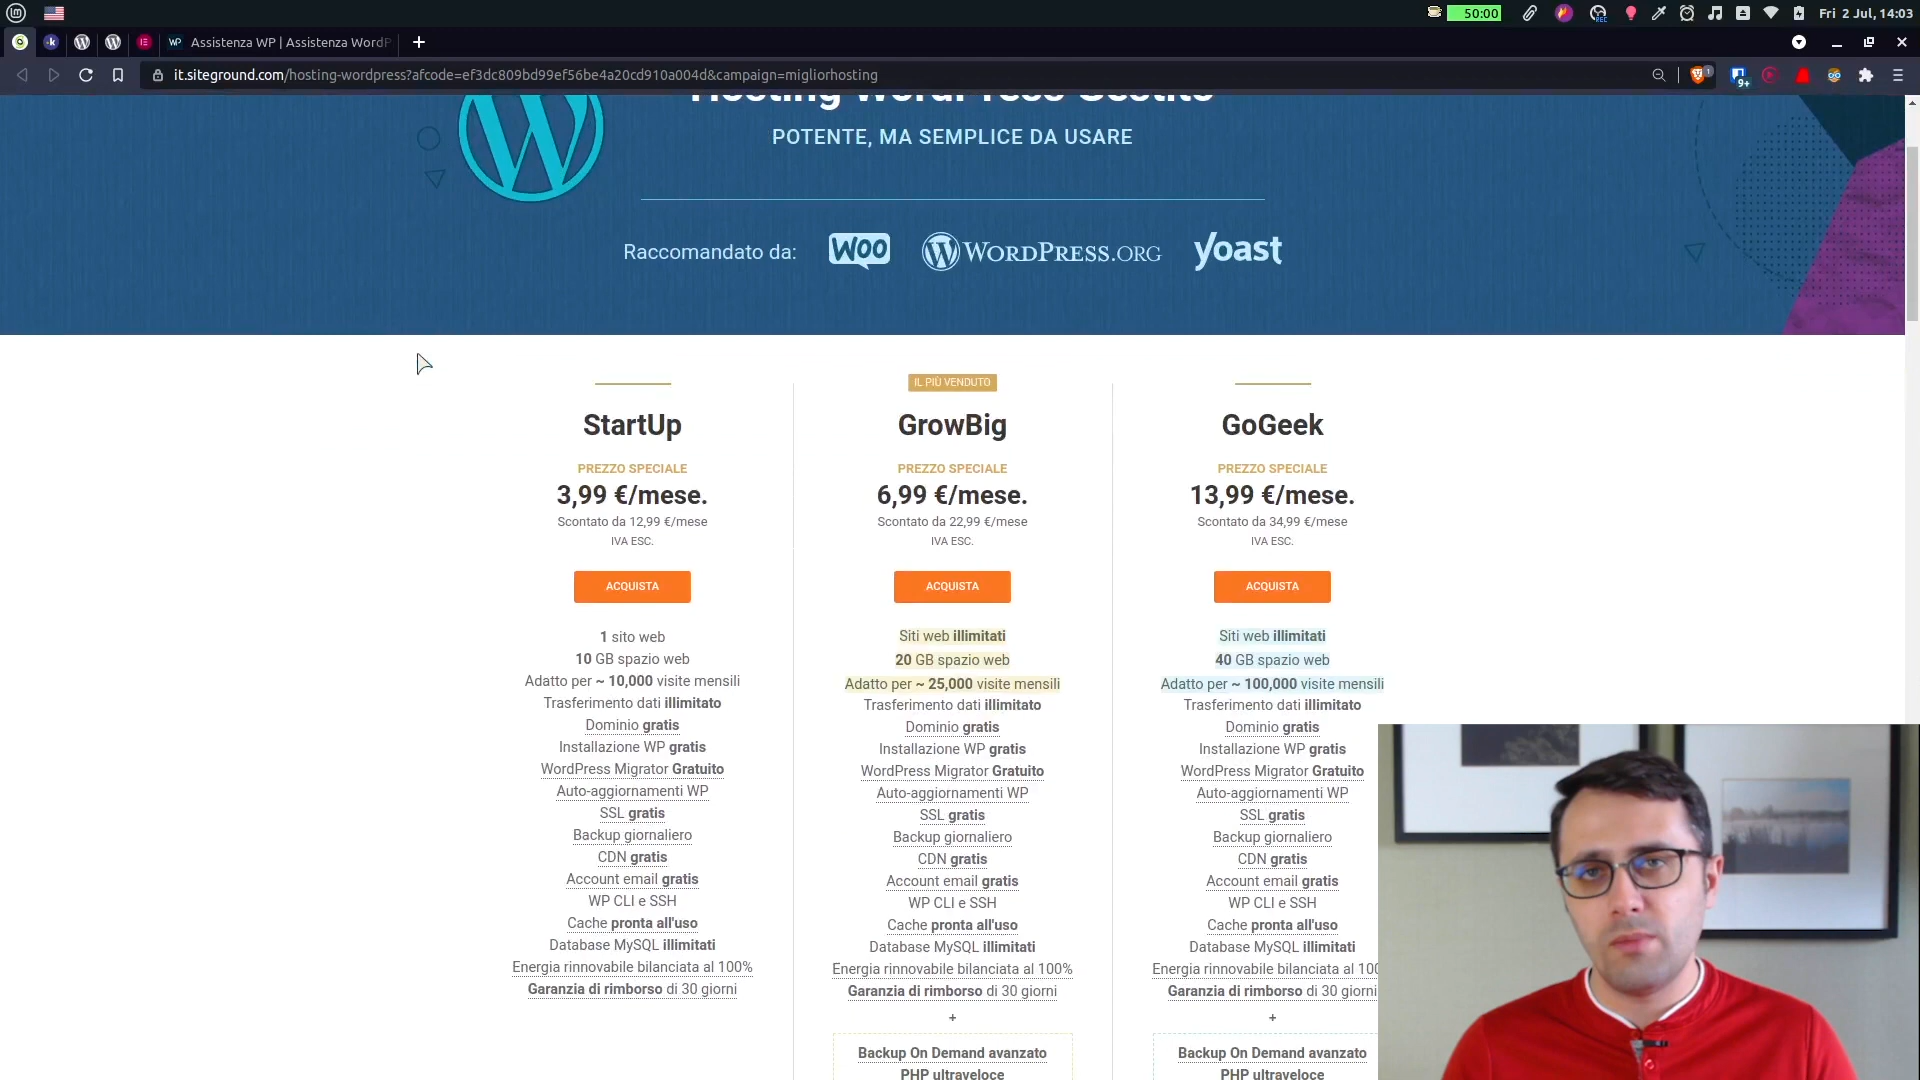 50:00
REC
Fri 2 Jul, 14:03
Assistenza WP | Assistenza WordP
it.siteground.com/hosting-wordpress?afcode=ef3dc809bd99ef56be4a20cd910a004d&campaign=migliorhosting
1
9+
Hosting WordPress Gestito
POTENTE, MA SEMPLICE DA USARE
Raccomandato da:
WOO
WORDPRESS.ORG
yoast
StartUp
PREZZO SPECIALE
3,99 €/mese.
Scontato da 12,99 €/mese
IVA ESC.
ACQUISTA
1 sito web
10 GB spazio web
Adatto per ~ 10,000 visite mensili
Trasferimento dati illimitato
Dominio gratis
Installazione WP gratis
WordPress Migrator Gratuito
Auto-aggiornamenti WP
SSL gratis
Backup giornaliero
CDN gratis
Account email gratis
WP CLI e SSH
Cache pronta all'uso
Database MySQL illimitati
Energia rinnovabile bilanciata al 100%
Garanzia di rimborso di 30 giorni
IL PIÙ VENDUTO
GrowBig
PREZZO SPECIALE
6,99 €/mese.
Scontato da 22,99 €/mese
IVA ESC.
ACQUISTA
Siti web illimitati
20 GB spazio web
Adatto per ~ 25,000 visite mensili
Trasferimento dati illimitato
Dominio gratis
Installazione WP gratis
WordPress Migrator Gratuito
Auto-aggiornamenti WP
SSL gratis
Backup giornaliero
CDN gratis
Account email gratis
WP CLI e SSH
Cache pronta all'uso
Database MySQL illimitati
Energia rinnovabile bilanciata al 100%
Garanzia di rimborso di 30 giorni
+
Backup On Demand avanzato
PHP ultraveloce
GoGeek
PREZZO SPECIALE
13,99 €/mese.
Scontato da 34,99 €/mese
IVA ESC.
ACQUISTA
Siti web illimitati
40 GB spazio web
Adatto per ~ 100,000 visite mensili
Trasferimento dati illimitato
Dominio gratis
Installazione WP gratis
WordPress Migrator Gratuito
Auto-aggiornamenti WP
SSL gratis
Backup giornaliero
CDN gratis
Account email gratis
WP CLI e SSH
Cache pronta all'uso
Database MySQL illimitati
Energia rinnovabile bilanciata al 100
Garanzia di rimborso di 30 giorni
+
Backup On Demand avanzato
PHP ultraveloce